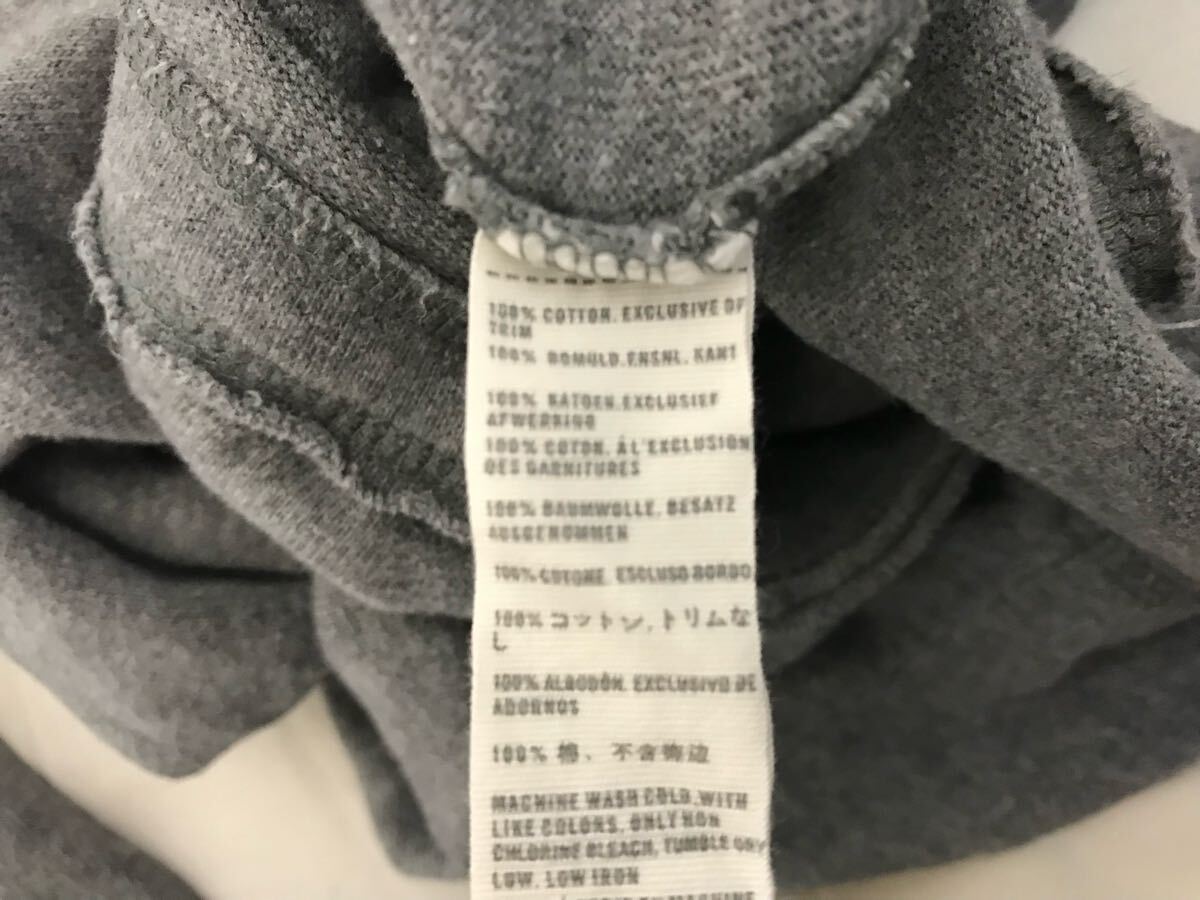 100% COTTON. EXCLUSIVE OF
TRIM
100% BOMULD. EKSKL. KANT
100% KATOEN. EXCLUSIEF
AFWERKING
100% COTON. Á L'EXCLUSION
DES GARNITURES
100% BAUMWOLLE. BESATZ
AUSGENOMMEN
100% COTONE. ESCLUSO BORDO
100% コットン, トリムな
し
100% ALGODÓN. EXCLUSIVO DE
ADORNOS
100% 棉、不含饰边
MACHINE WASH COLD. WITH
LIKE COLORS. ONLY NON
CHLORINE BLEACH. TUMBLE DRY
LOW. LOW IRON
EN MACHINE